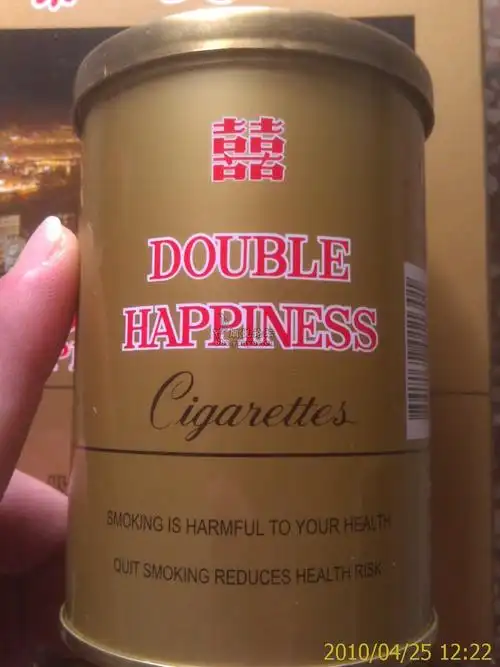 囍
DOUBLE
HAPPINESS
Cigarettes
SMOKING IS HARMFUL TO YOUR HEALTH
QUIT SMOKING REDUCES HEALTH RISK
2010/04/25 12:22